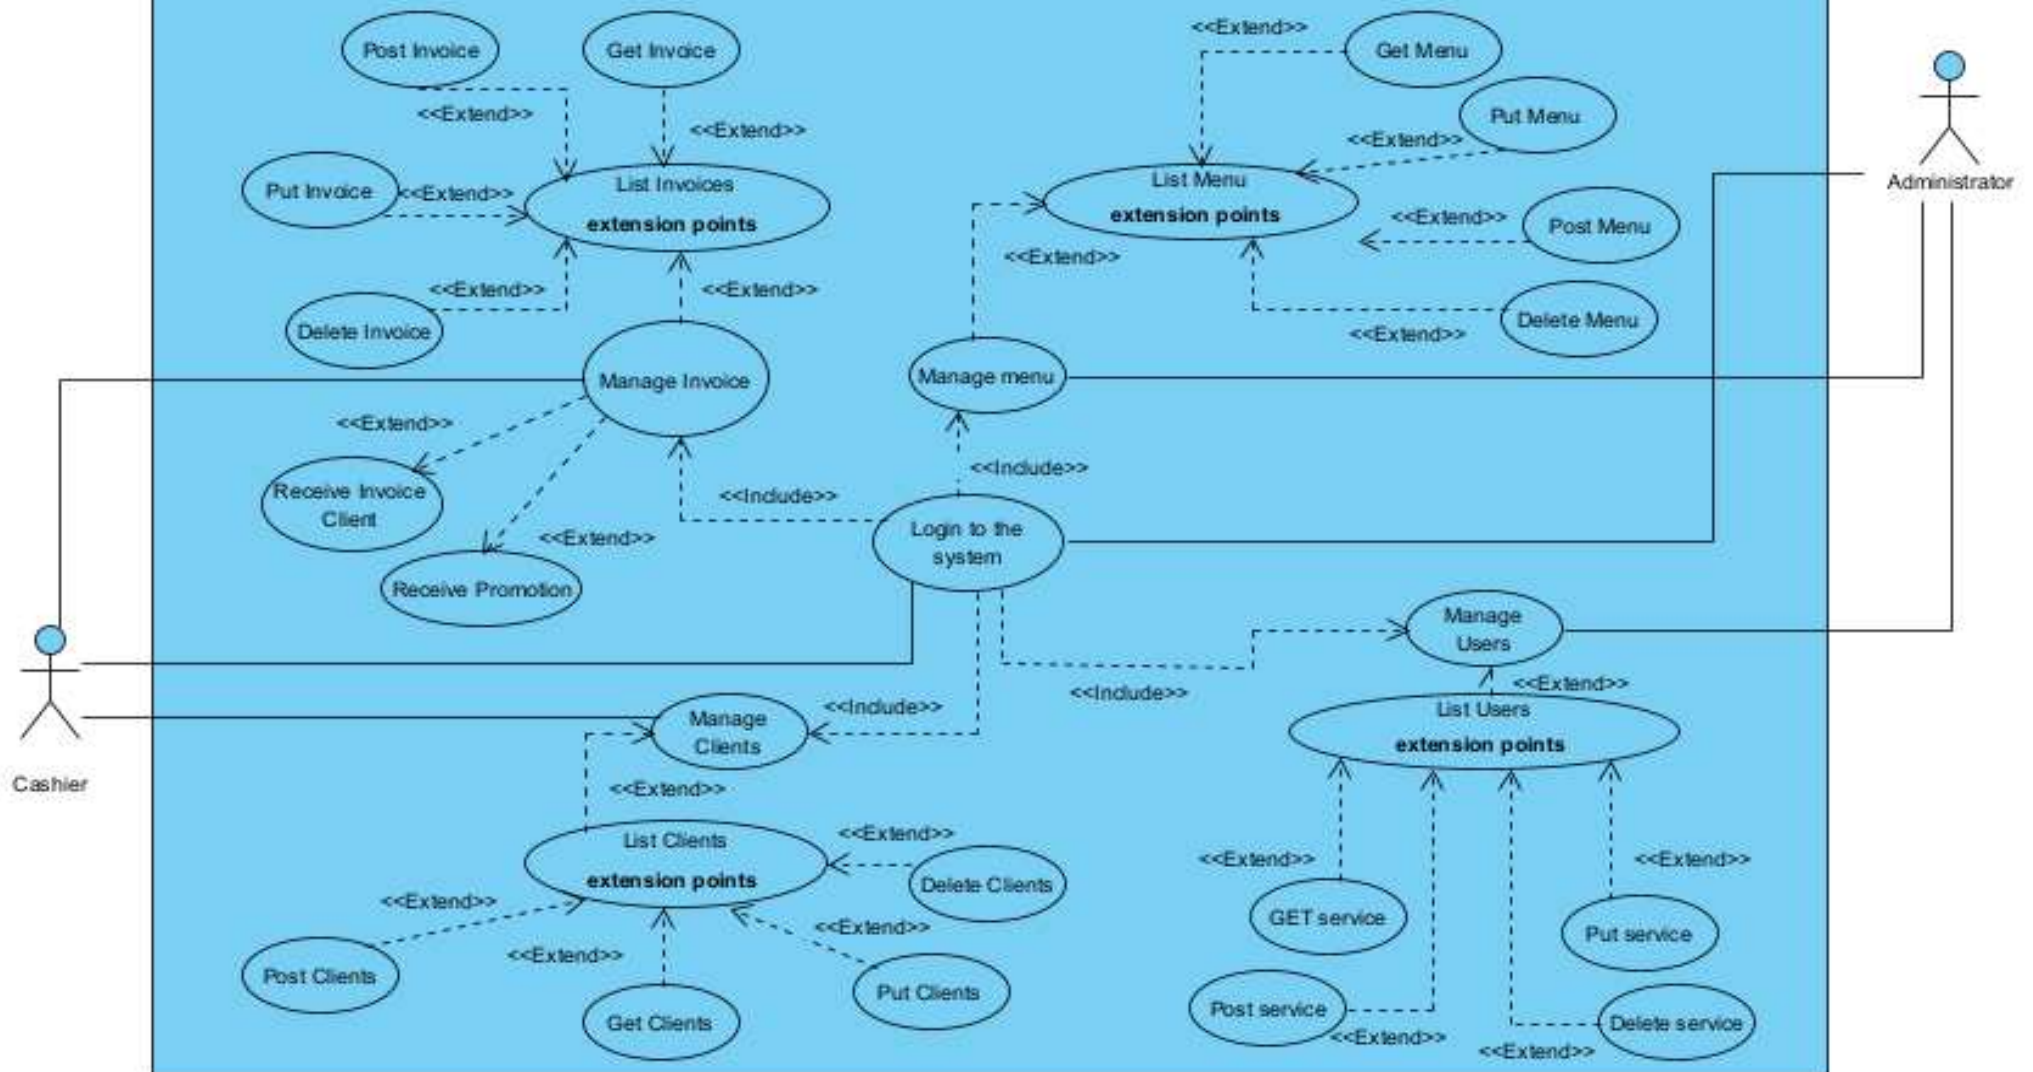 Post Invoice
Get Invoice
<<Extend>>
Get Menu
<<Extend>>
<<Extend>>
Put Menu
<<Extend>>
Put Invoice
<<Extend>>
List Invoices
extension points
List Menu
extension points
Administrator
<<Extend>>
Post Menu
<<Extend>>
<<Extend>>
<<Extend>>
Delete Invoice
Delete Menu
<<Extend>>
Manage Invoice
Manage menu
<<Extend>>
<<Include>>
Receive Invoice
Client
<<Include>>
<<Extend>>
Login to the
system
Receive Promotion
Manage
Users
<<Include>>
<<Extend>>
Manage
Clients
<<Include>>
List Users
extension points
Cashier
<<Extend>>
List Clients
extension points
<<Extend>>
Delete Clients
<<Extend>>
<<Extend>>
<<Extend>>
<<Extend>>
<<Extend>>
GET service
Put service
Post Clients
Get Clients
Put Clients
Post service
<<Extend>>
Delete service
<<Extend>>